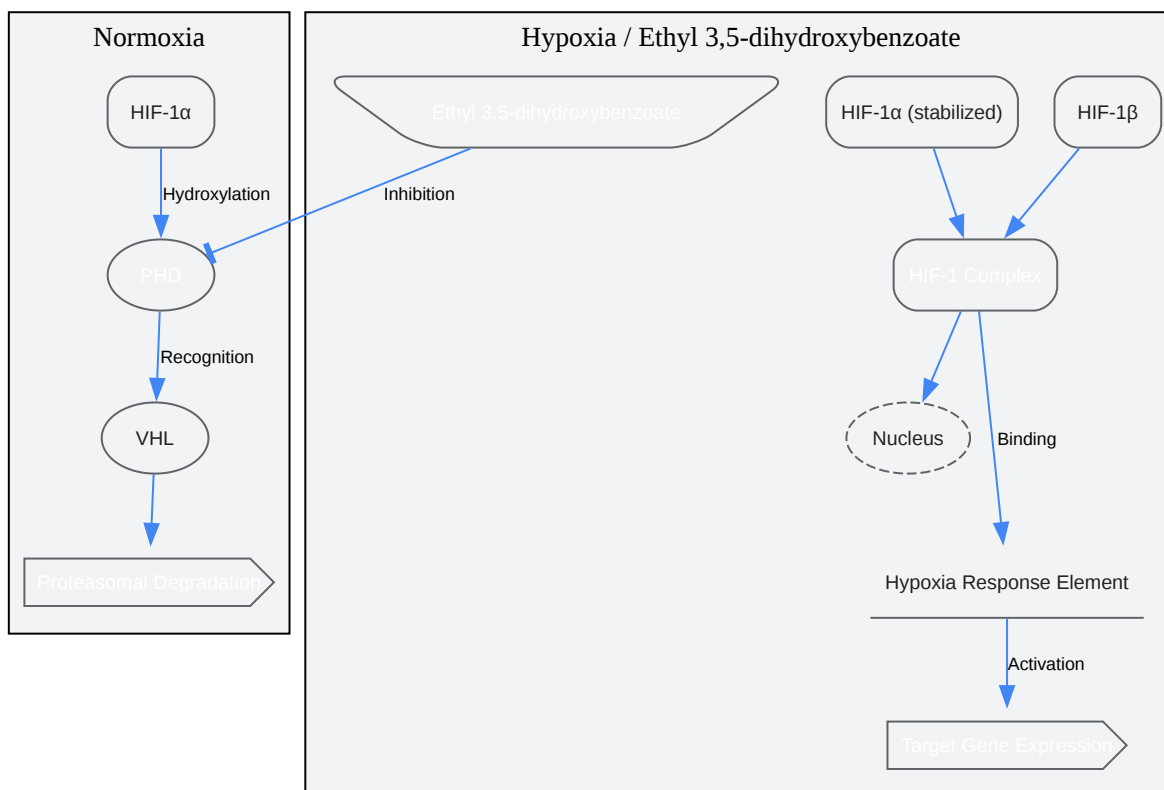 Normoxia
HIF-1α
Hydroxylation
PHD
Recognition
VHL
Proteasomal Degradation
Hypoxia / Ethyl 3,5-dihydroxybenzoate
Ethyl 3,5-dihydroxybenzoate
Inhibition
HIF-1α (stabilized)
HIF-1β
HIF-1 Complex
Nucleus
Binding
Hypoxia Response Element
Activation
Target Gene Expression